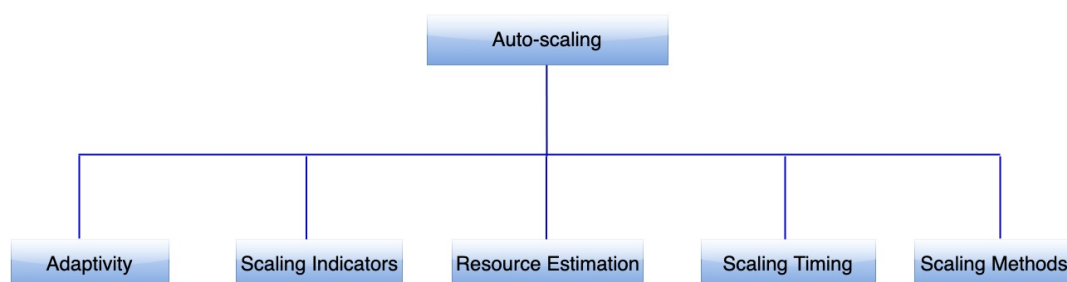 Auto-scaling
Adaptivity
Scaling Indicators
Resource Estimation
Scaling Timing
Scaling Methods